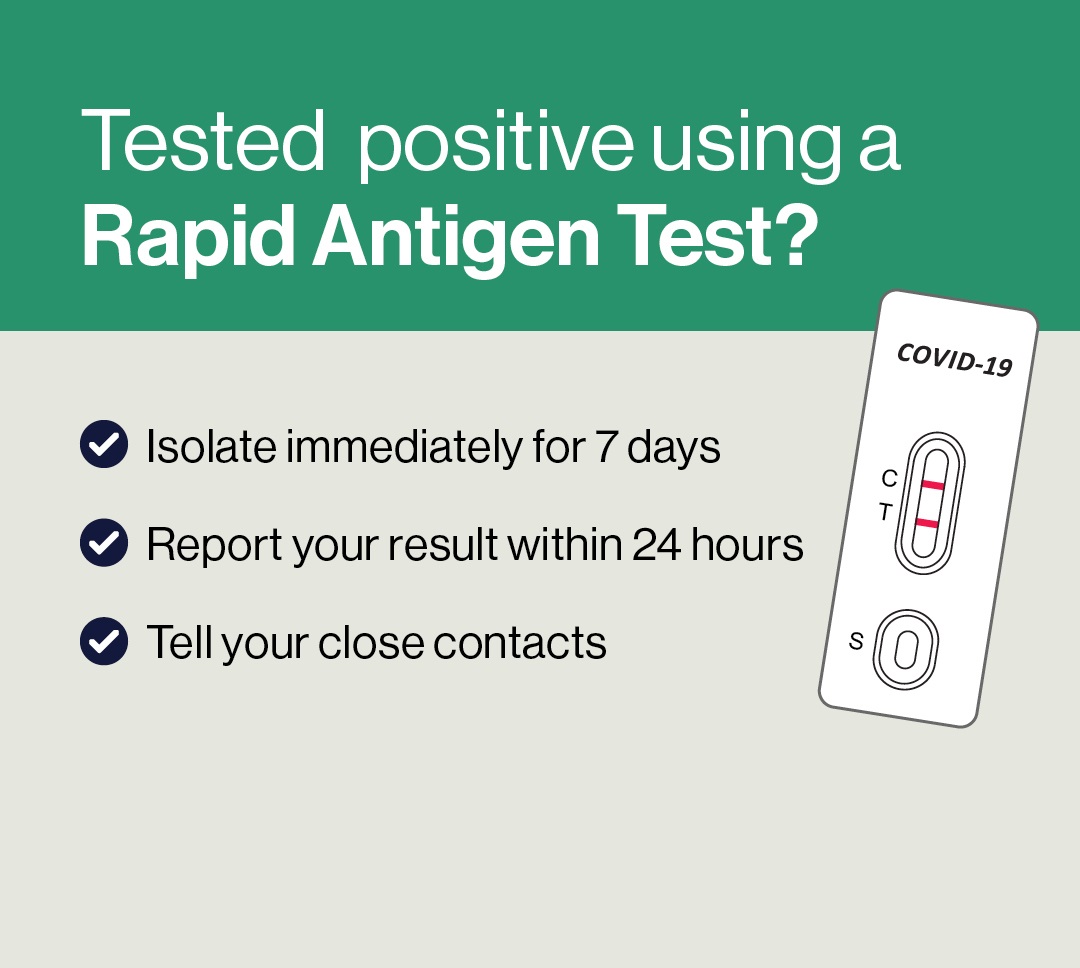 Tested positive using a
Rapid Antigen Test?
COVID-19
Isolate immediately for 7 days
C
T
Report your result within 24 hours
Tell your close contacts
S